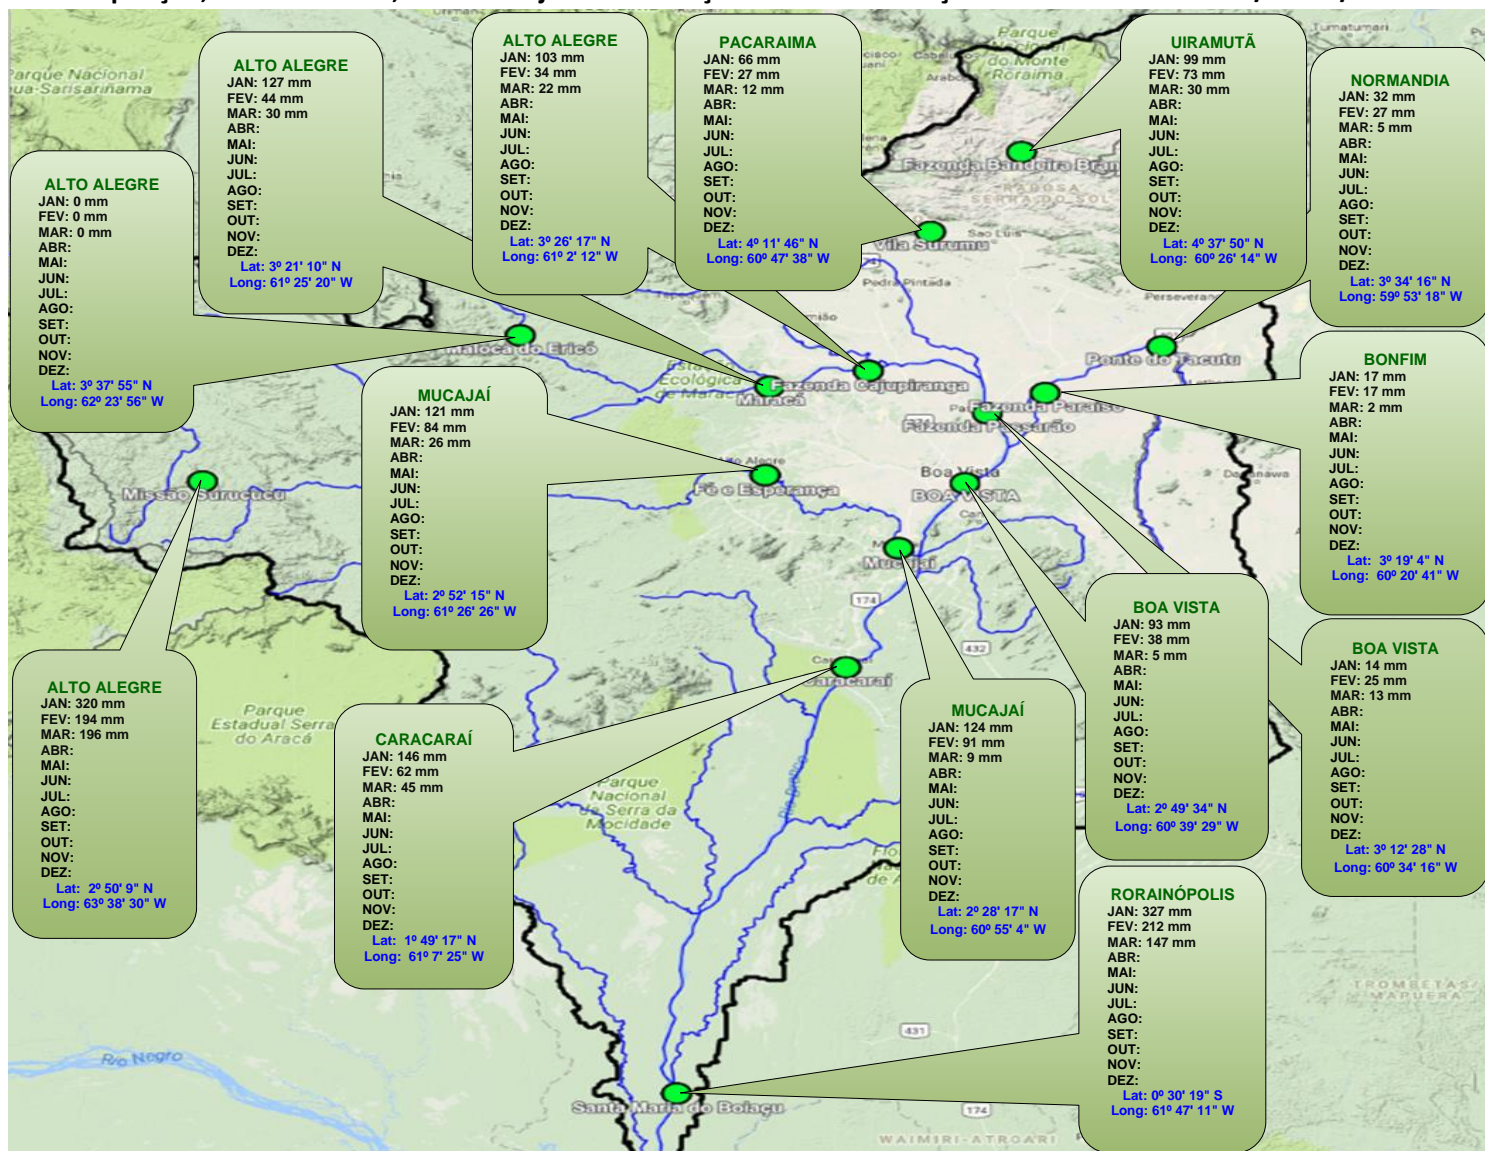 ALTO ALEGRE
JAN: 0 mm
FEV: 0 mm
MAR: 0 mm
ABR:
MAI:
JUN:
JUL:
AGO:
SET:
OUT:
NOV:
DEZ:
Lat: 3º 37' 55" N
Long: 62º 23' 56" W
ALTO ALEGRE
JAN: 127 mm
FEV: 44 mm
MAR: 30 mm
ABR:
MAI:
JUN:
JUL:
AGO:
SET:
OUT:
NOV:
DEZ:
Lat: 3º 21' 10" N
Long: 61º 25' 20" W
ALTO ALEGRE
JAN: 103 mm
FEV: 34 mm
MAR: 22 mm
ABR:
MAI:
JUN:
JUL:
AGO:
SET:
OUT:
NOV:
DEZ:
Lat: 3º 26' 17" N
Long: 61º 2' 12" W
PACARAIMA
JAN: 66 mm
FEV: 27 mm
MAR: 12 mm
ABR:
MAI:
JUN:
JUL:
AGO:
SET:
OUT:
NOV:
DEZ:
Lat: 4º 11' 46" N
Long: 60º 47' 38" W
UIRAMUTÃ
JAN: 99 mm
FEV: 73 mm
MAR: 30 mm
ABR:
MAI:
JUN:
JUL:
AGO:
SET:
OUT:
NOV:
DEZ:
Lat: 4º 37' 50" N
Long: 60º 26' 14" W
NORMANDIA
JAN: 32 mm
FEV: 27 mm
MAR: 5 mm
ABR:
MAI:
JUN:
JUL:
AGO:
SET:
OUT:
NOV:
DEZ:
Lat: 3º 34' 16" N
Long: 59º 53' 18" W
MUCAJAÍ
JAN: 121 mm
FEV: 84 mm
MAR: 26 mm
ABR:
MAI:
JUN:
JUL:
AGO:
SET:
OUT:
NOV:
DEZ:
Lat: 2º 52' 15" N
Long: 61º 26' 26" W
BONFIM
JAN: 17 mm
FEV: 17 mm
MAR: 2 mm
ABR:
MAI:
JUN:
JUL:
AGO:
SET:
OUT:
NOV:
DEZ:
Lat: 3º 19' 4" N
Long: 60º 20' 41" W
ALTO ALEGRE
JAN: 320 mm
FEV: 194 mm
MAR: 196 mm
ABR:
MAI:
JUN:
JUL:
AGO:
SET:
OUT:
NOV:
DEZ:
Lat: 2º 50' 9" N
Long: 63º 38' 30" W
CARACARAÍ
JAN: 146 mm
FEV: 62 mm
MAR: 45 mm
ABR:
MAI:
JUN:
JUL:
AGO:
SET:
OUT:
NOV:
DEZ:
Lat: 1º 49' 17" N
Long: 61º 7' 25" W
MUCAJAÍ
JAN: 124 mm
FEV: 91 mm
MAR: 9 mm
ABR:
MAI:
JUN:
JUL:
AGO:
SET:
OUT:
NOV:
DEZ:
Lat: 2º 28' 17" N
Long: 60º 55' 4" W
BOA VISTA
JAN: 93 mm
FEV: 38 mm
MAR: 5 mm
ABR:
MAI:
JUN:
JUL:
AGO:
SET:
OUT:
NOV:
DEZ:
Lat: 2º 49' 34" N
Long: 60º 39' 29" W
BOA VISTA
JAN: 14 mm
FEV: 25 mm
MAR: 13 mm
ABR:
MAI:
JUN:
JUL:
AGO:
SET:
OUT:
NOV:
DEZ:
Lat: 3º 12' 28" N
Long: 60º 34' 16" W
RORAINÓPOLIS
JAN: 327 mm
FEV: 212 mm
MAR: 147 mm
ABR:
MAI:
JUN:
JUL:
AGO:
SET:
OUT:
NOV:
DEZ:
Lat: 0º 30' 19" S
Long: 61º 47' 11" W
Parque
do Monte
Roraima
Tumatumari
Parque Nacional
Fazenda Bandeira Bran
RAPOSA
SERRA DO SOL
Vila Surumu
Sao Luis
Pedra Pintada
Maloca do Ericó
Ponte do Tacutu
Estação
Ecológica
de Marac
Maracá
Fazenda Cajupiranga
Fazenda Paraíso
Fazenda Passarão
Alto Alegre
Fé e Esperança
Boa Vista
BOA VISTA
Missão Surucucu
Mucajaí
174
432
Caracaraí
Parque
Estadual Serra
do Aracá
Parque
Nacional
da Serra da
Mocidade
Rio Branco
Rio Negro
431
TROMBETAS/
MAPUERA
Santa Maria do Boiaçu
174
WAIMIRI-ATROARI